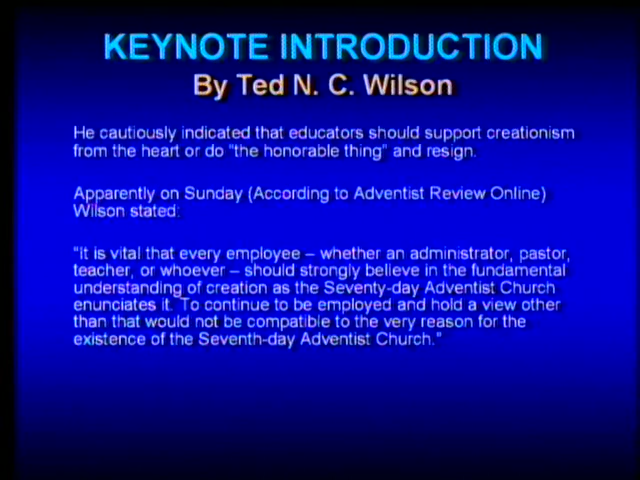 KEYNOTE INTRODUCTION
By Ted N. C. Wilson
He cautiously indicated that educators should support creationism
from the heart or do "the honorable thing" and resign.
Apparently on Sunday (According to Adventist Review Online)
Wilson stated:
"It is vital that every employee – whether an administrator, pastor,
teacher, or whoever – should strongly believe in the fundamental
understanding of creation as the Seventy-day Adventist Church
enunciates it. To continue to be employed and hold a view other
than that would not be compatible to the very reason for the
existence of the Seventh-day Adventist Church."